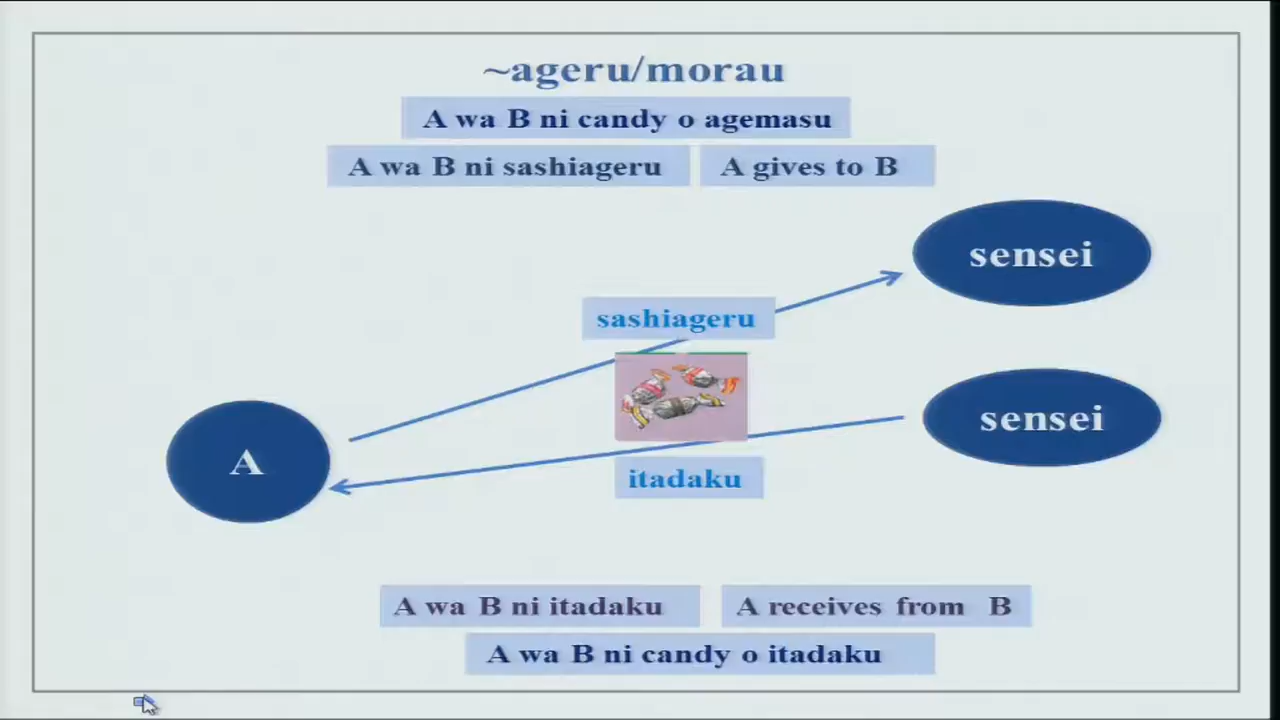 ~ageru/morau
A wa B ni candy o agemasu
A wa B ni sashiageru
A gives to B
sensei
sashiageru
sensei
A
itadaku
A wa B ni itadaku
A receives from B
A wa B ni candy o itadaku